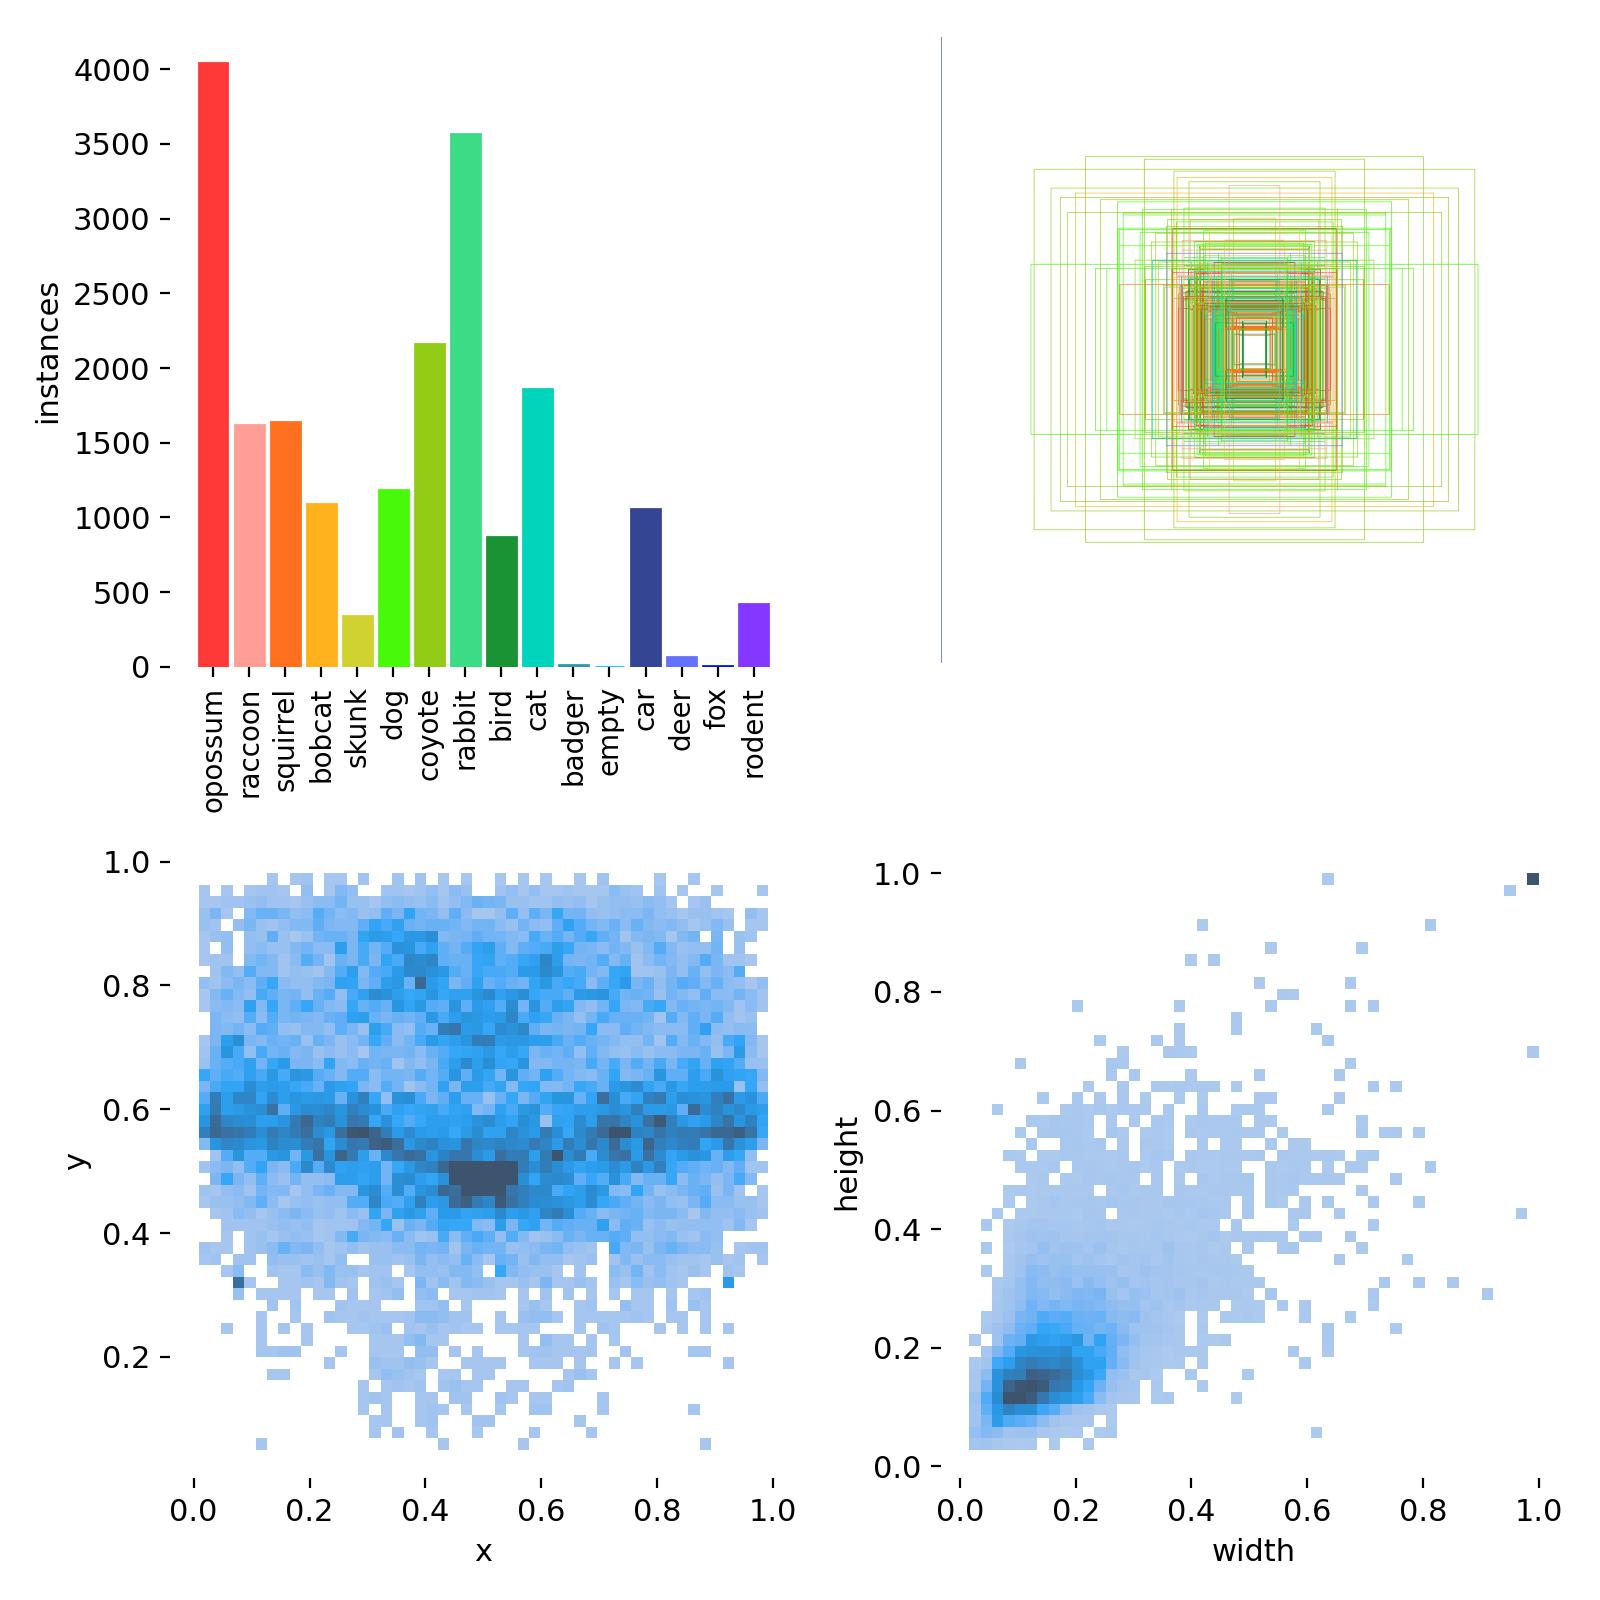 4000
3500
3000
2500
2000
1500
1000
500
0
instances
opossum
raccoon
squirrel
bobcat
skunk
dog
coyote
rabbit
bird
cat
badger
empty
car
deer
fox
rodent
1.0
0.8
0.6
0.4
0.2
y
0.0 0.2 0.4 0.6 0.8 1.0
x
1.0
0.8
0.6
0.4
0.2
0.0
height
0.0 0.2 0.4 0.6 0.8 1.0
width